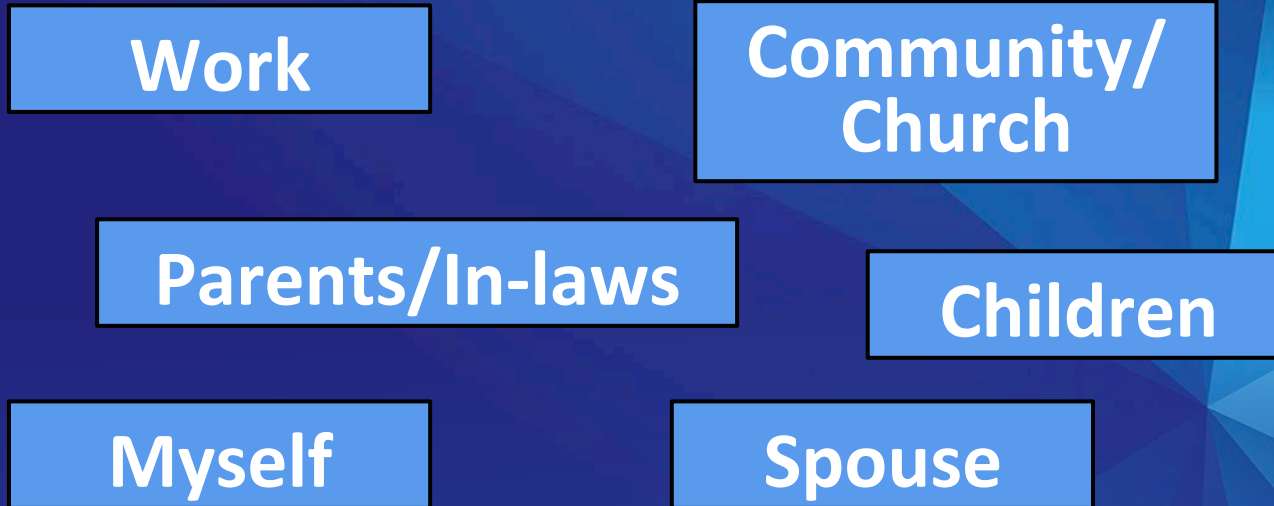 Work
Community/
Church
Parents/In-laws
Children
Myself
Spouse